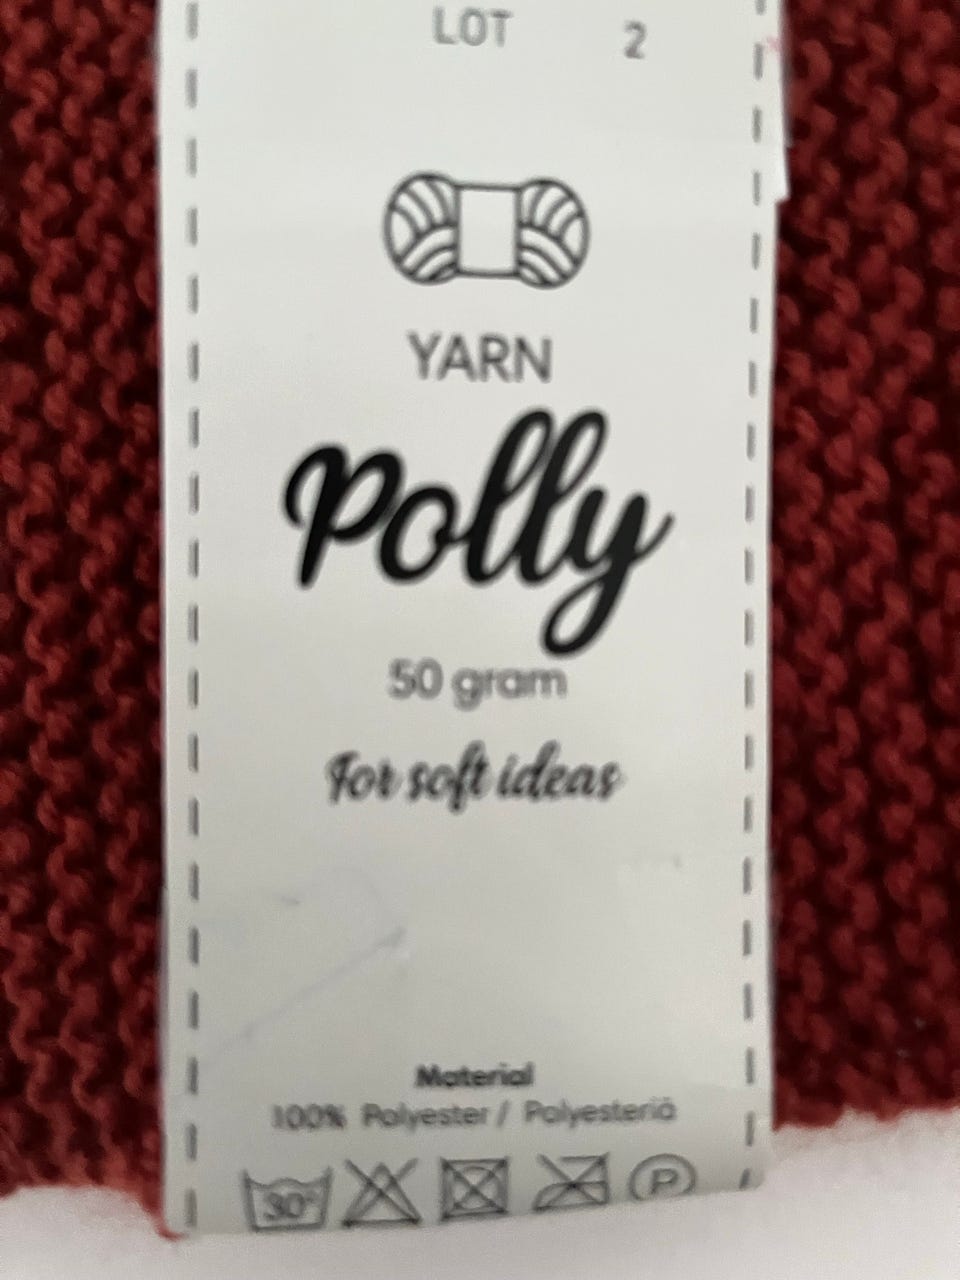 LOT 2
YARN
Polly
50 gram
For soft ideas
Material
100% Polyester / Polyesteriä
30°
P